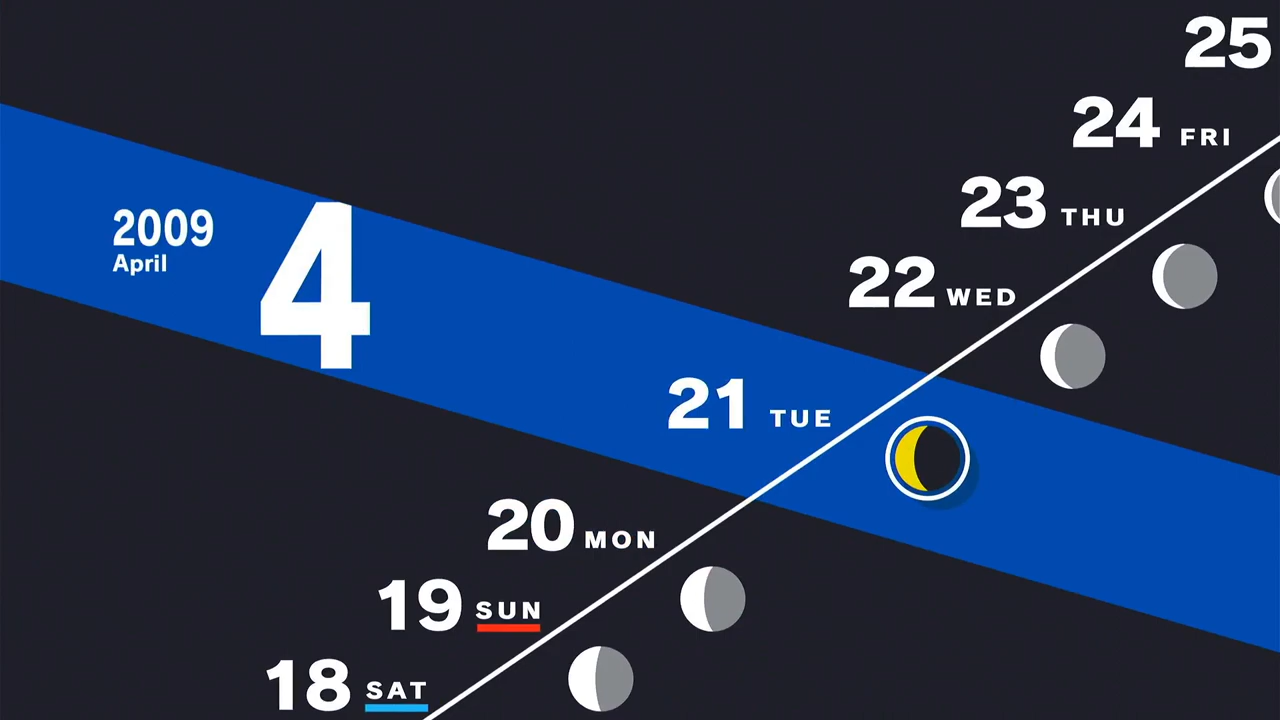 25
24 FRI
23 THU
22 WED
2009
April
4
21 TUE
20 MON
19 SUN
18 SAT